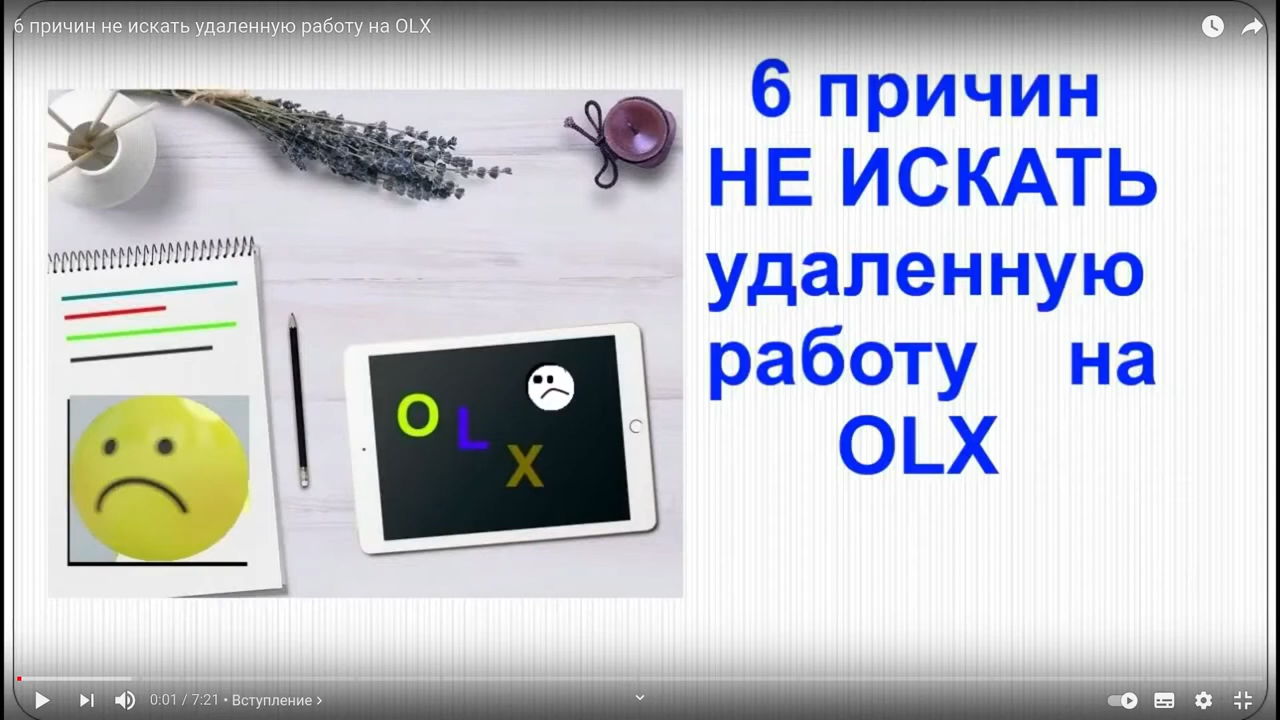 6 причин не искать удаленную работу на OLX
6 причин
НЕ ИСКАТЬ
удаленную
работу на
OLX
O
L
X
0:01 / 7:21 • Вступление